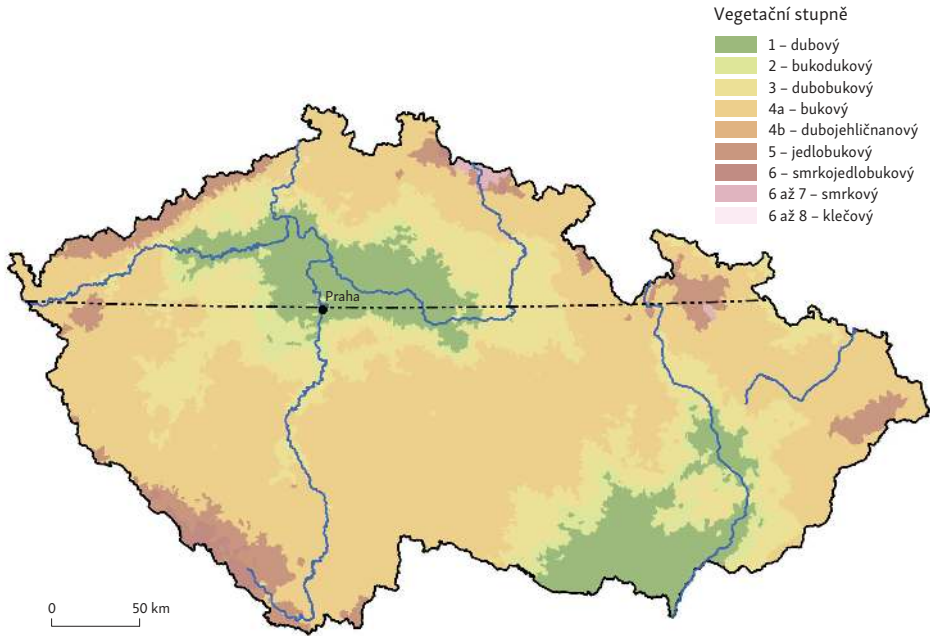 Vegetační stupně
1 – dubový
2 – bukodukový
3 – dubobukový
4a – bukový
4b – dubojehličnanový
5 – jedlobukový
6 – smrkojedlobukový
6 až 7 – smrkový
6 až 8 – klečový
Praha
0 50 km